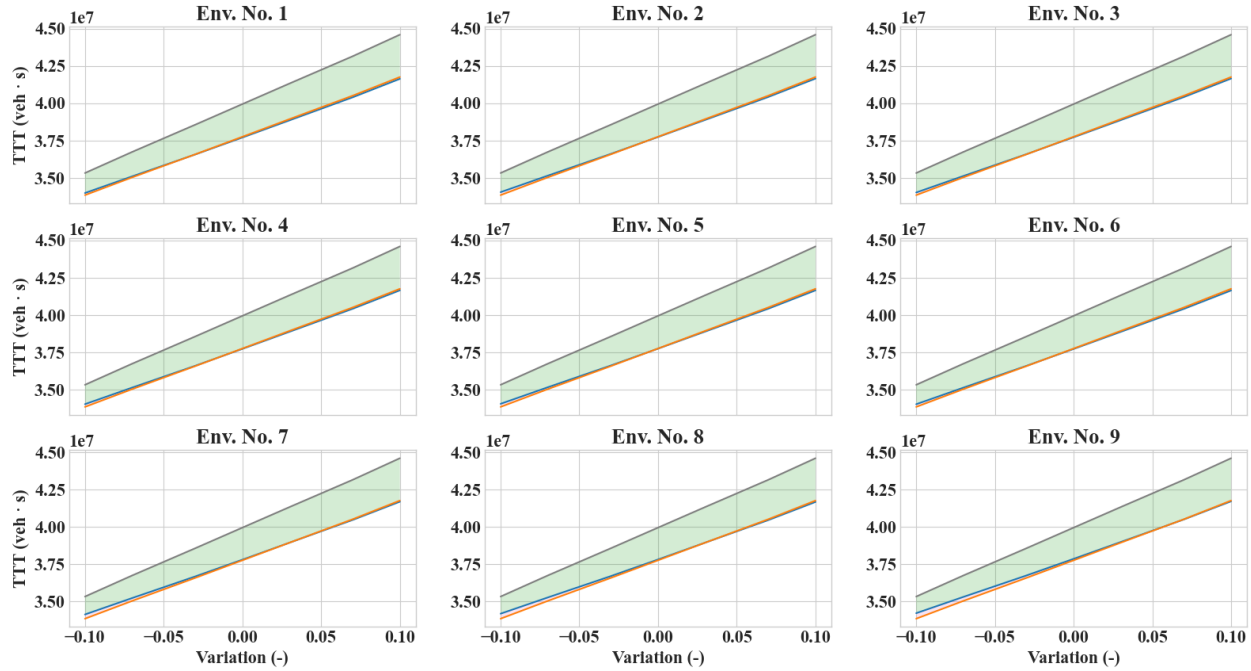 Env. No. 1
1e7
4.50
4.25
4.00
3.75
3.50
TTT (veh · s)
Env. No. 2
1e7
4.50
4.25
4.00
3.75
3.50
Env. No. 3
1e7
4.50
4.25
4.00
3.75
3.50
Env. No. 4
1e7
4.50
4.25
4.00
3.75
3.50
TTT (veh · s)
Env. No. 5
1e7
4.50
4.25
4.00
3.75
3.50
Env. No. 6
1e7
4.50
4.25
4.00
3.75
3.50
Env. No. 7
1e7
4.50
4.25
4.00
3.75
3.50
TTT (veh · s)
−0.10 −0.05 0.00 0.05 0.10
Variation (-)
Env. No. 8
1e7
4.50
4.25
4.00
3.75
3.50
−0.10 −0.05 0.00 0.05 0.10
Variation (-)
Env. No. 9
1e7
4.50
4.25
4.00
3.75
3.50
−0.10 −0.05 0.00 0.05 0.10
Variation (-)